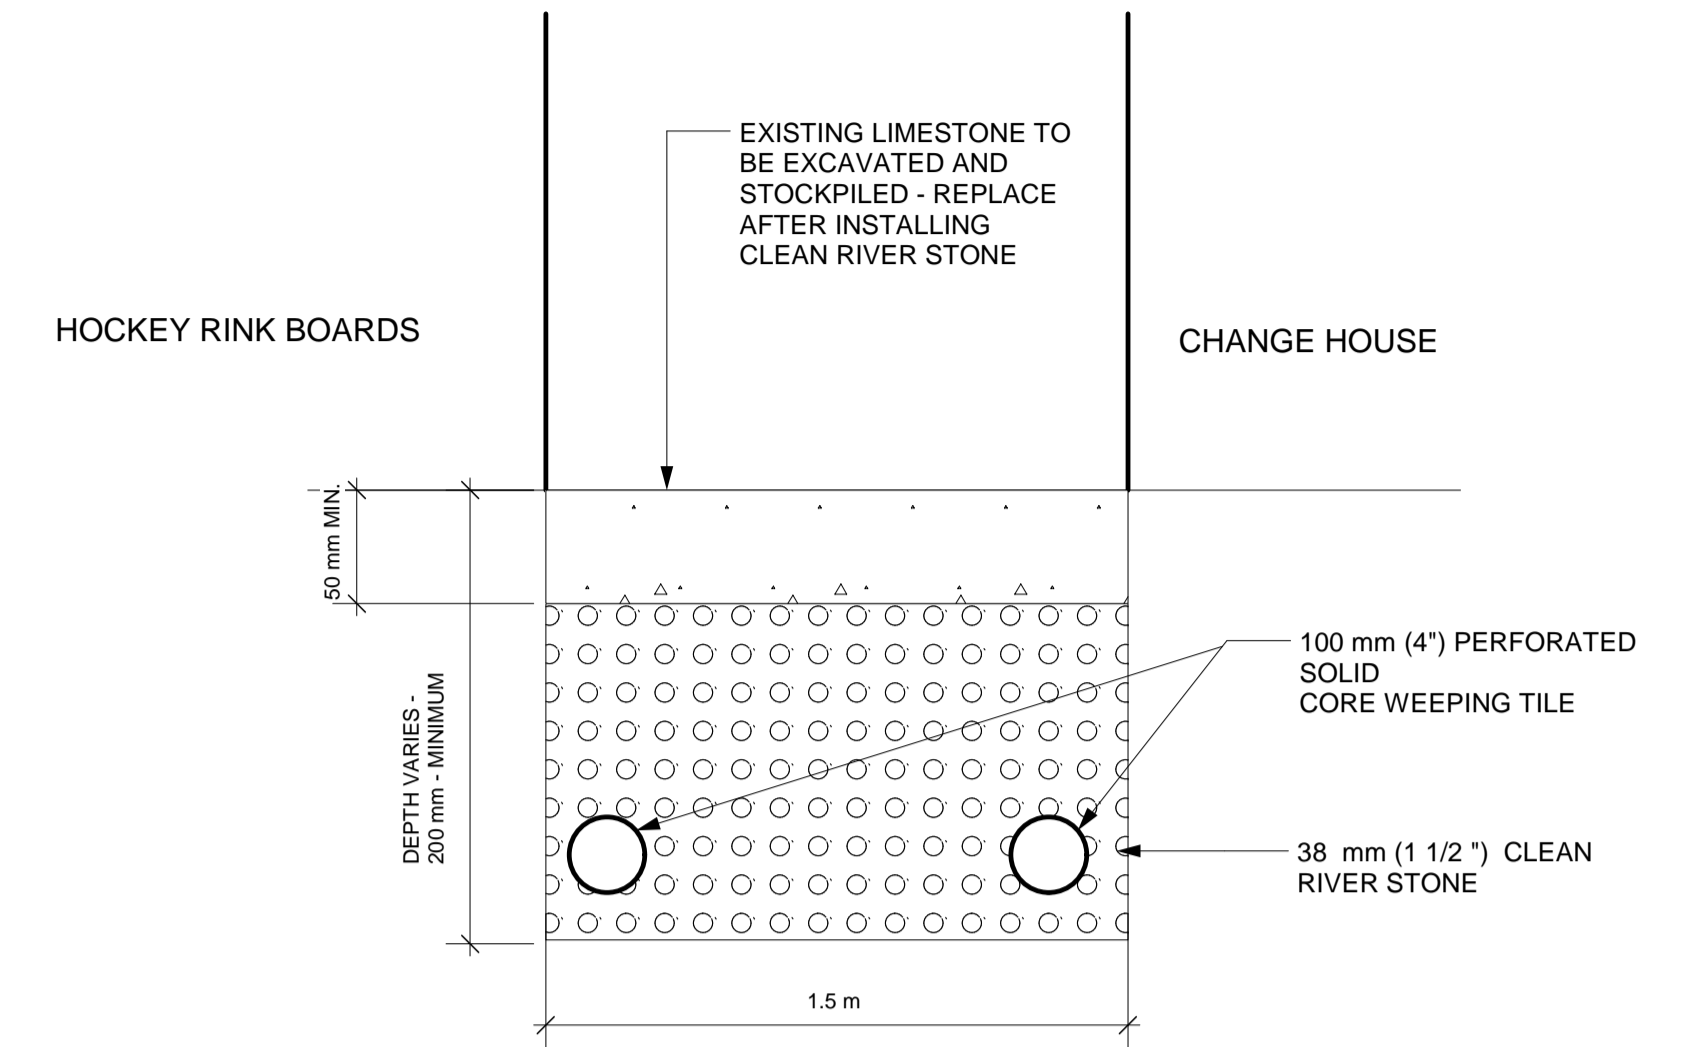 EXISTING LIMESTONE TO
BE EXCAVATED AND
STOCKPILED - REPLACE
AFTER INSTALLING
CLEAN RIVER STONE
HOCKEY RINK BOARDS
CHANGE HOUSE
50 mm MIN.
DEPTH VARIES -
200 mm - MINIMUM
100 mm (4") PERFORATED
SOLID
CORE WEEPING TILE
38 mm (1 1/2 ") CLEAN
RIVER STONE
1.5 m